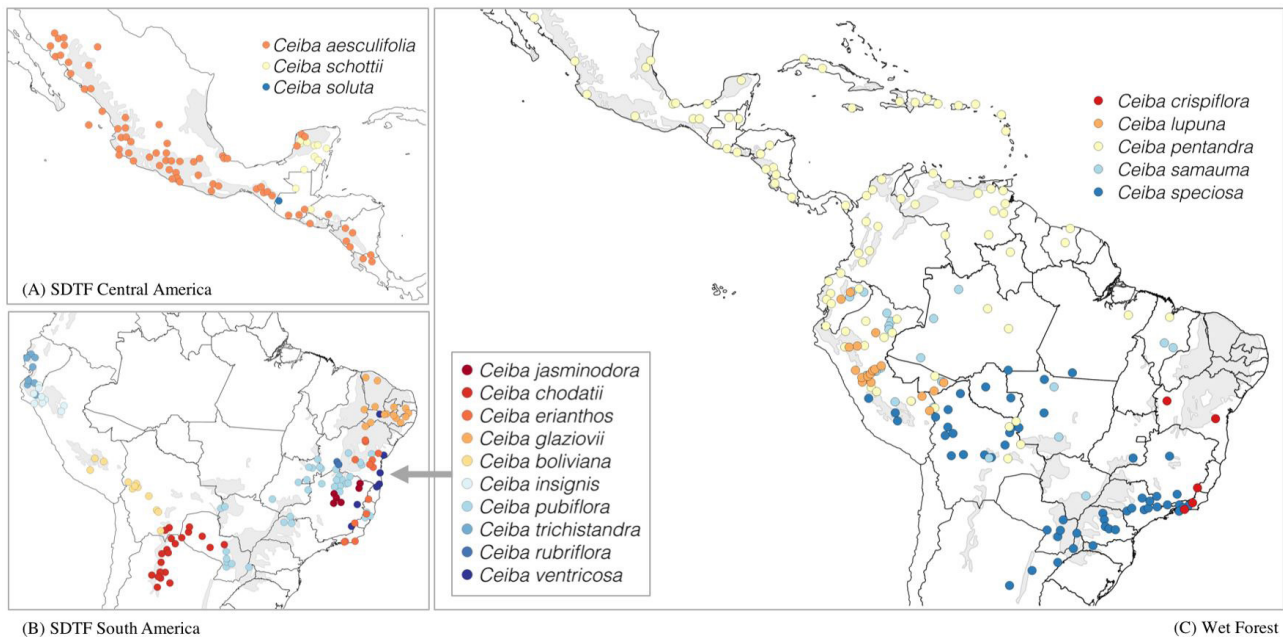 Ceiba aesculifolia
Ceiba schottii
Ceiba soluta
(A) SDTF Central America
Ceiba jasminodora
Ceiba chodatii
Ceiba erianthos
Ceiba glaziovii
Ceiba boliviana
Ceiba insignis
Ceiba pubiflora
Ceiba trichistandra
Ceiba rubriflora
Ceiba ventricosa
(B) SDTF South America
Ceiba crispiflora
Ceiba lupuna
Ceiba pentandra
Ceiba samauma
Ceiba speciosa
(C) Wet Forest